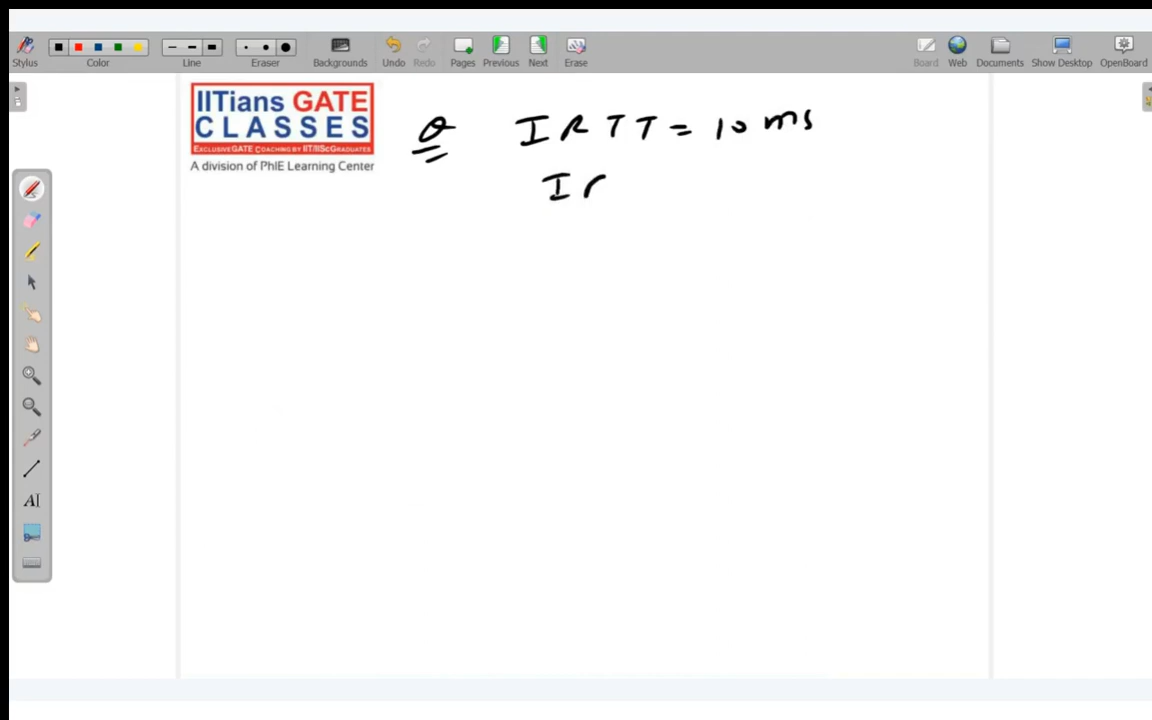 Stylus
Color
Line
Eraser
Backgrounds
Undo
Redo
Pages
Previous
Next
Erase
Board
Web
Documents
Show Desktop
OpenBoard
IITians GATE
CLASSES
EXCLUSIVE GATE COACHING BY IIT/IISc GRADUATES
A division of PhIE Learning Center
Q IRTT = 10 ms
I
AI